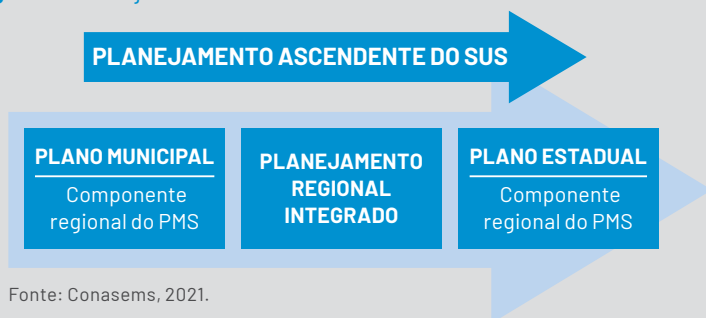 PLANEJAMENTO ASCENDENTE DO SUS
PLANO MUNICIPAL
Componente
regional do PMS
PLANEJAMENTO
REGIONAL
INTEGRADO
PLANO ESTADUAL
Componente
regional do PMS
Fonte: Conasems, 2021.